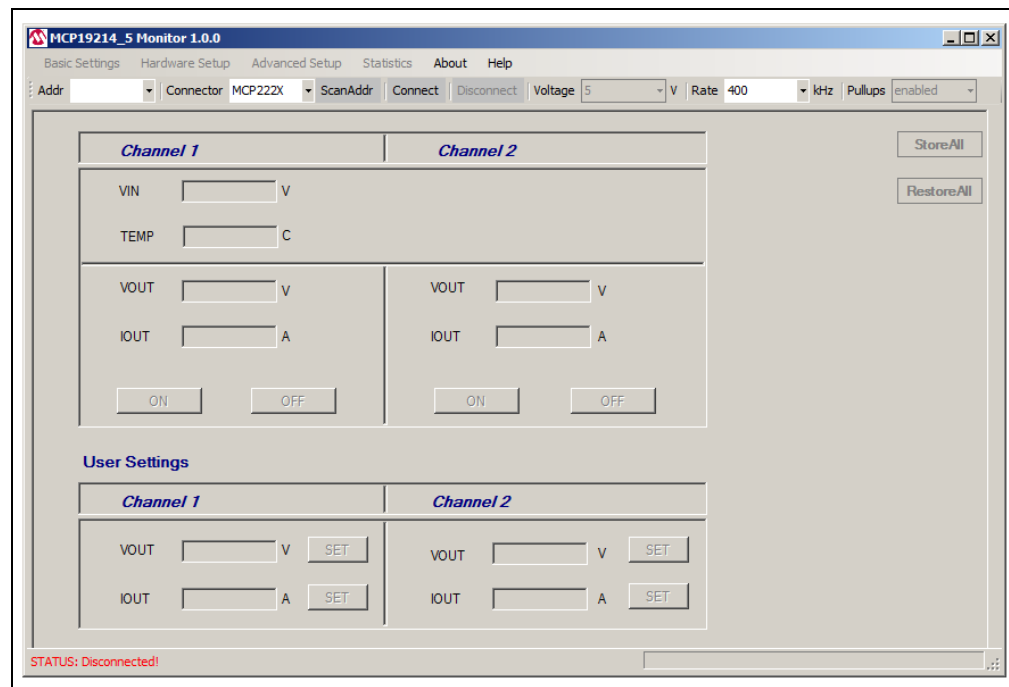 MCP19214_5 Monitor 1.0.0
Basic Settings Hardware Setup Advanced Setup Statistics About Help
Addr Connector MCP222X ScanAddr Connect Disconnect Voltage 5 V Rate 400 kHz Pullups enabled
Channel 1 Channel 2 StoreAll
VIN V RestoreAll
TEMP C
VOUT V VOUT V
IOUT A IOUT A
ON OFF ON OFF
User Settings
Channel 1 Channel 2
VOUT V SET VOUT V SET
IOUT A SET IOUT A SET
STATUS: Disconnected!